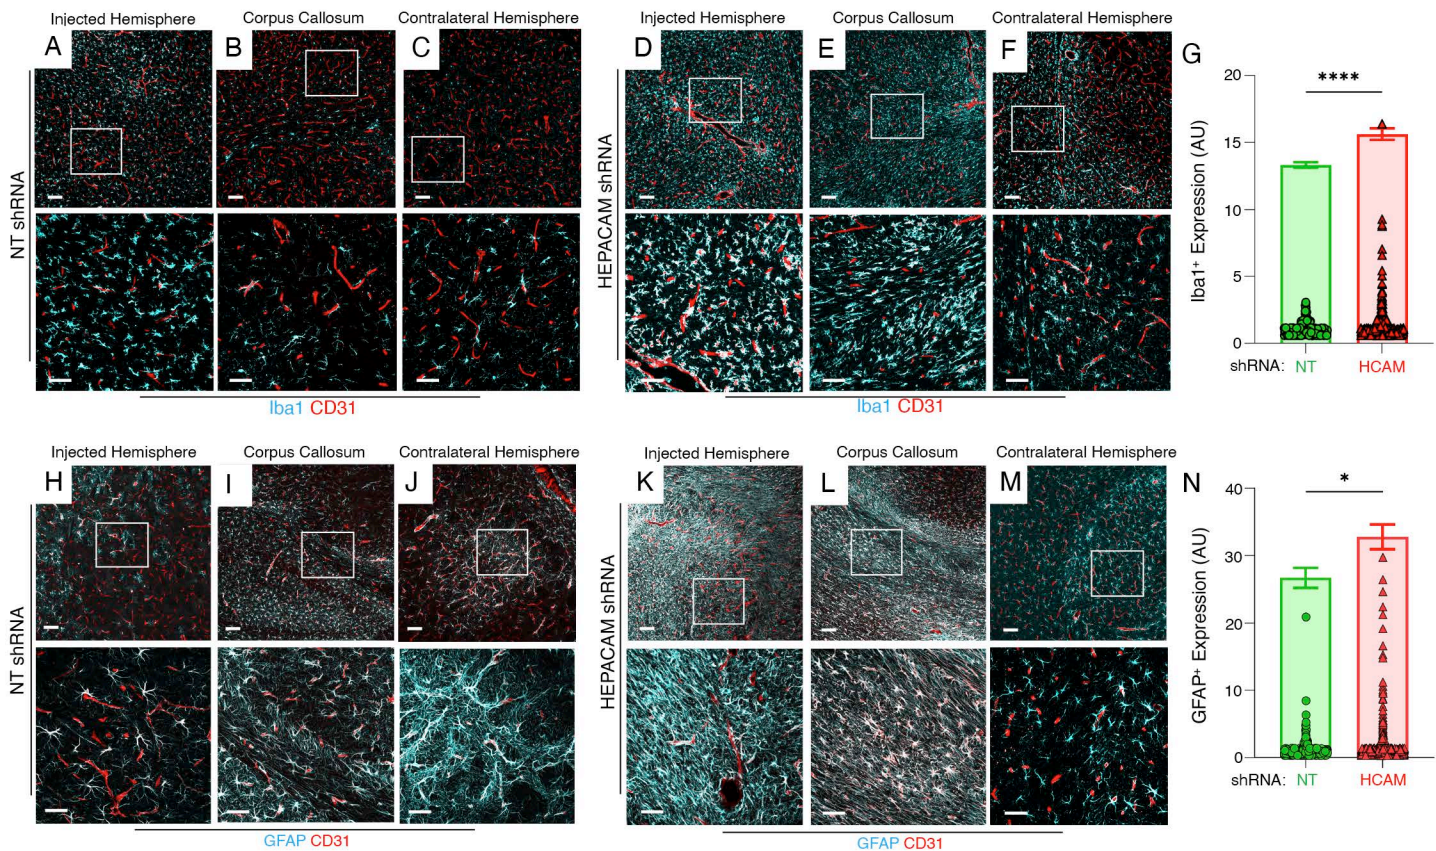 Injected Hemisphere
Corpus Callosum
Contralateral Hemisphere
Injected Hemisphere
Corpus Callosum
Contralateral Hemisphere
A
B
C
D
E
F
G
NT shRNA
HEPACAM shRNA
Iba1 CD31
Iba1 CD31
Iba1⁺ Expression (AU)
20
15
10
5
0
****
shRNA: NT HCAM
Injected Hemisphere
Corpus Callosum
Contralateral Hemisphere
Injected Hemisphere
Corpus Callosum
Contralateral Hemisphere
H
I
J
K
L
M
N
NT shRNA
HEPACAM shRNA
GFAP CD31
GFAP CD31
GFAP⁺ Expression (AU)
40
30
20
10
0
*
shRNA: NT HCAM